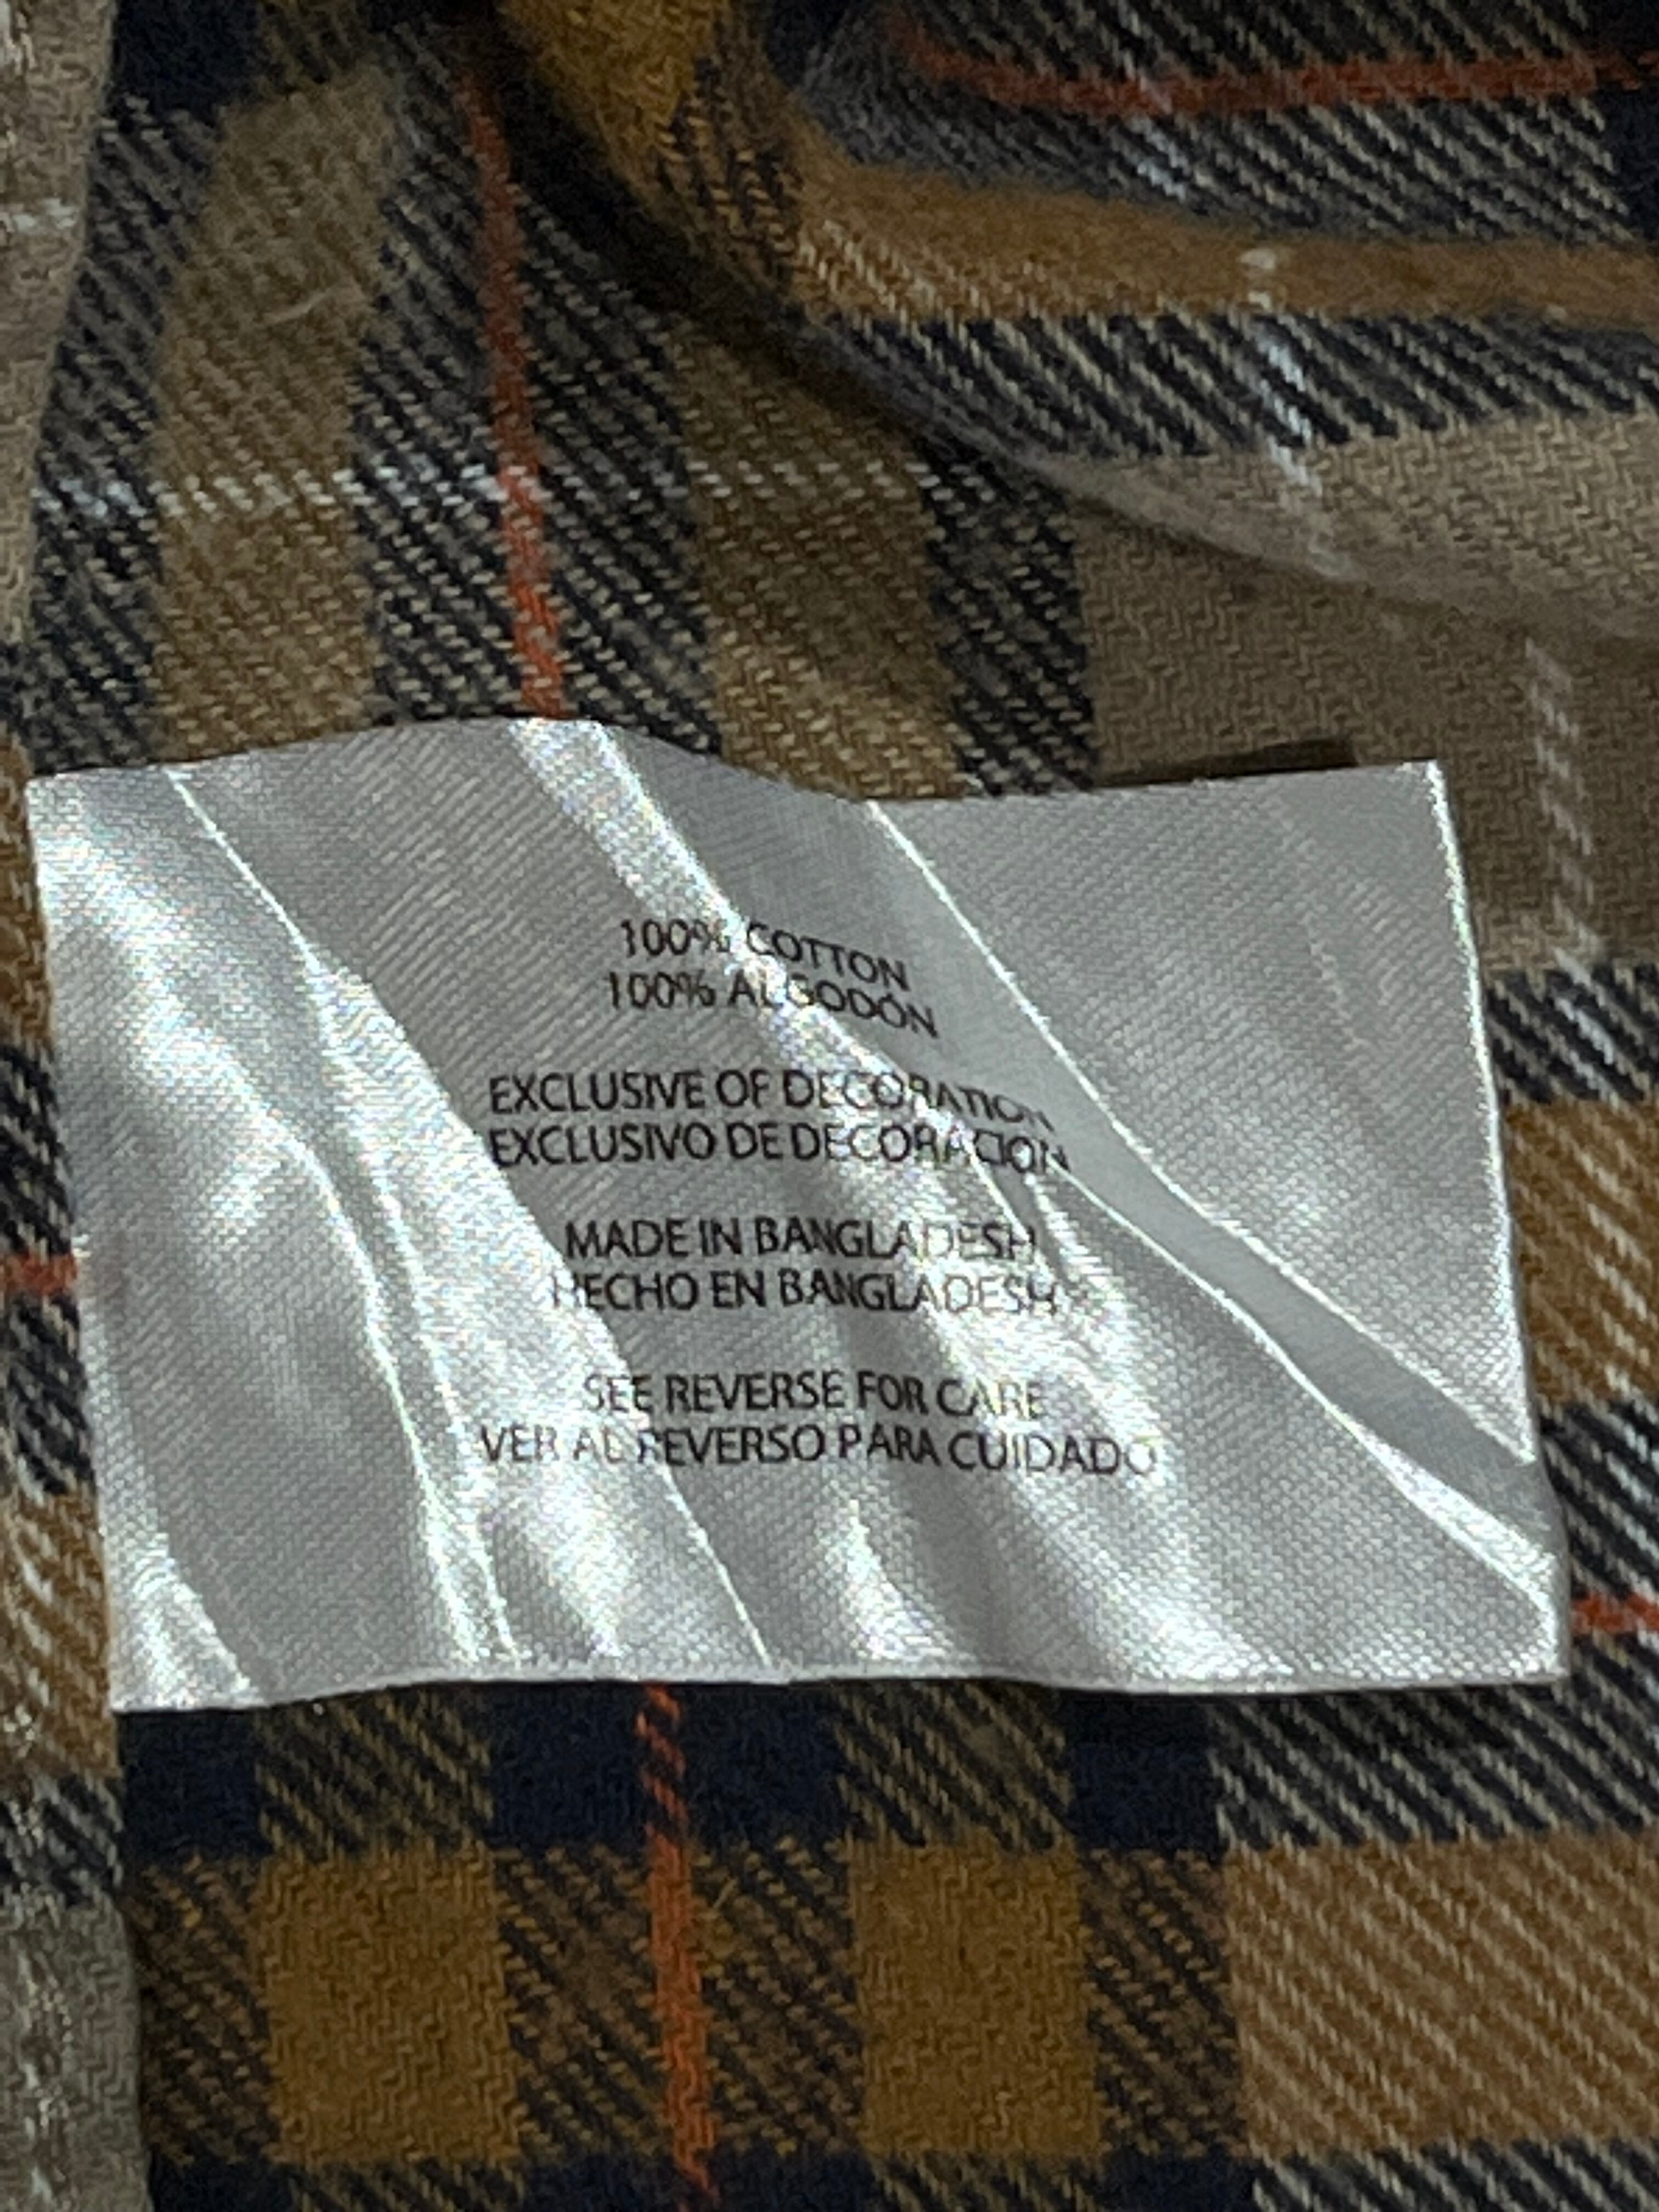 100% COTTON
100% ALGODÓN
EXCLUSIVE OF DECORATION
EXCLUSIVO DE DECORACION
MADE IN BANGLADESH
HECHO EN BANGLADESH
SEE REVERSE FOR CARE
VER AL REVERSO PARA CUIDADO